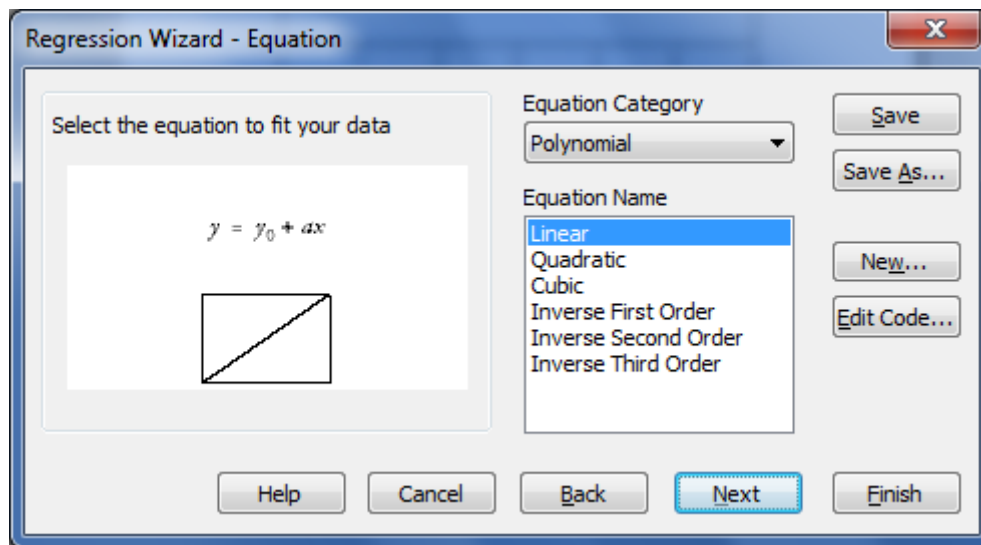 Regression Wizard - Equation
Select the equation to fit your data
y = y₀ + ax
Equation Category
Polynomial
Equation Name
Linear
Quadratic
Cubic
Inverse First Order
Inverse Second Order
Inverse Third Order
Save
Save As...
New...
Edit Code...
Help
Cancel
Back
Next
Finish